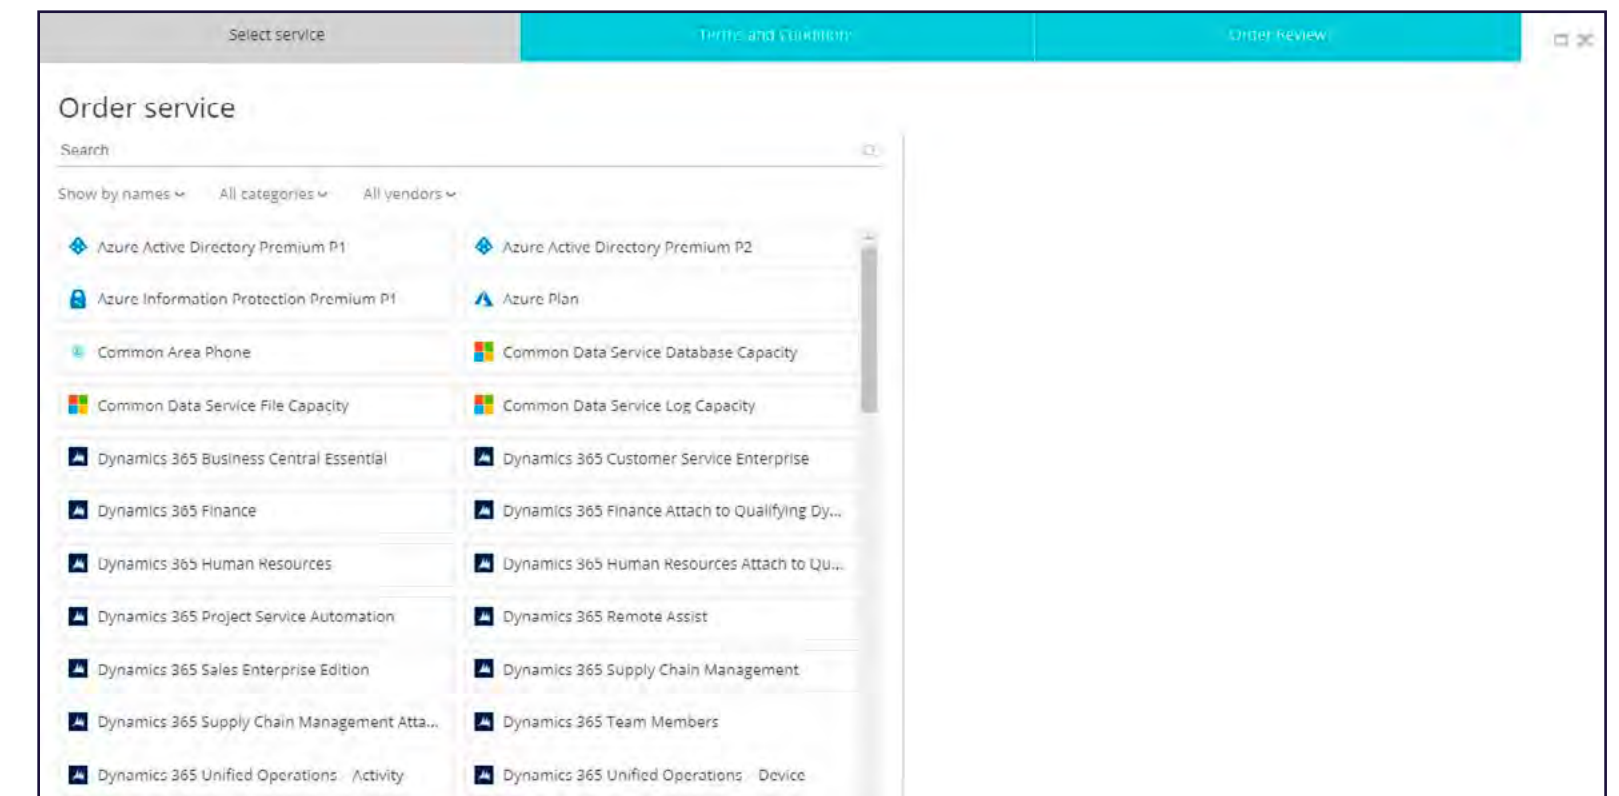 Select service Terms and Conditions Order Review
Order service
Search
Show by names All categories All vendors
Azure Active Directory Premium P1 Azure Active Directory Premium P2
Azure Information Protection Premium P1 Azure Plan
Common Area Phone Common Data Service Database Capacity
Common Data Service File Capacity Common Data Service Log Capacity
Dynamics 365 Business Central Essential Dynamics 365 Customer Service Enterprise
Dynamics 365 Finance Dynamics 365 Finance Attach to Qualifying Dy...
Dynamics 365 Human Resources Dynamics 365 Human Resources Attach to Qu...
Dynamics 365 Project Service Automation Dynamics 365 Remote Assist
Dynamics 365 Sales Enterprise Edition Dynamics 365 Supply Chain Management
Dynamics 365 Supply Chain Management Atta... Dynamics 365 Team Members
Dynamics 365 Unified Operations - Activity Dynamics 365 Unified Operations - Device